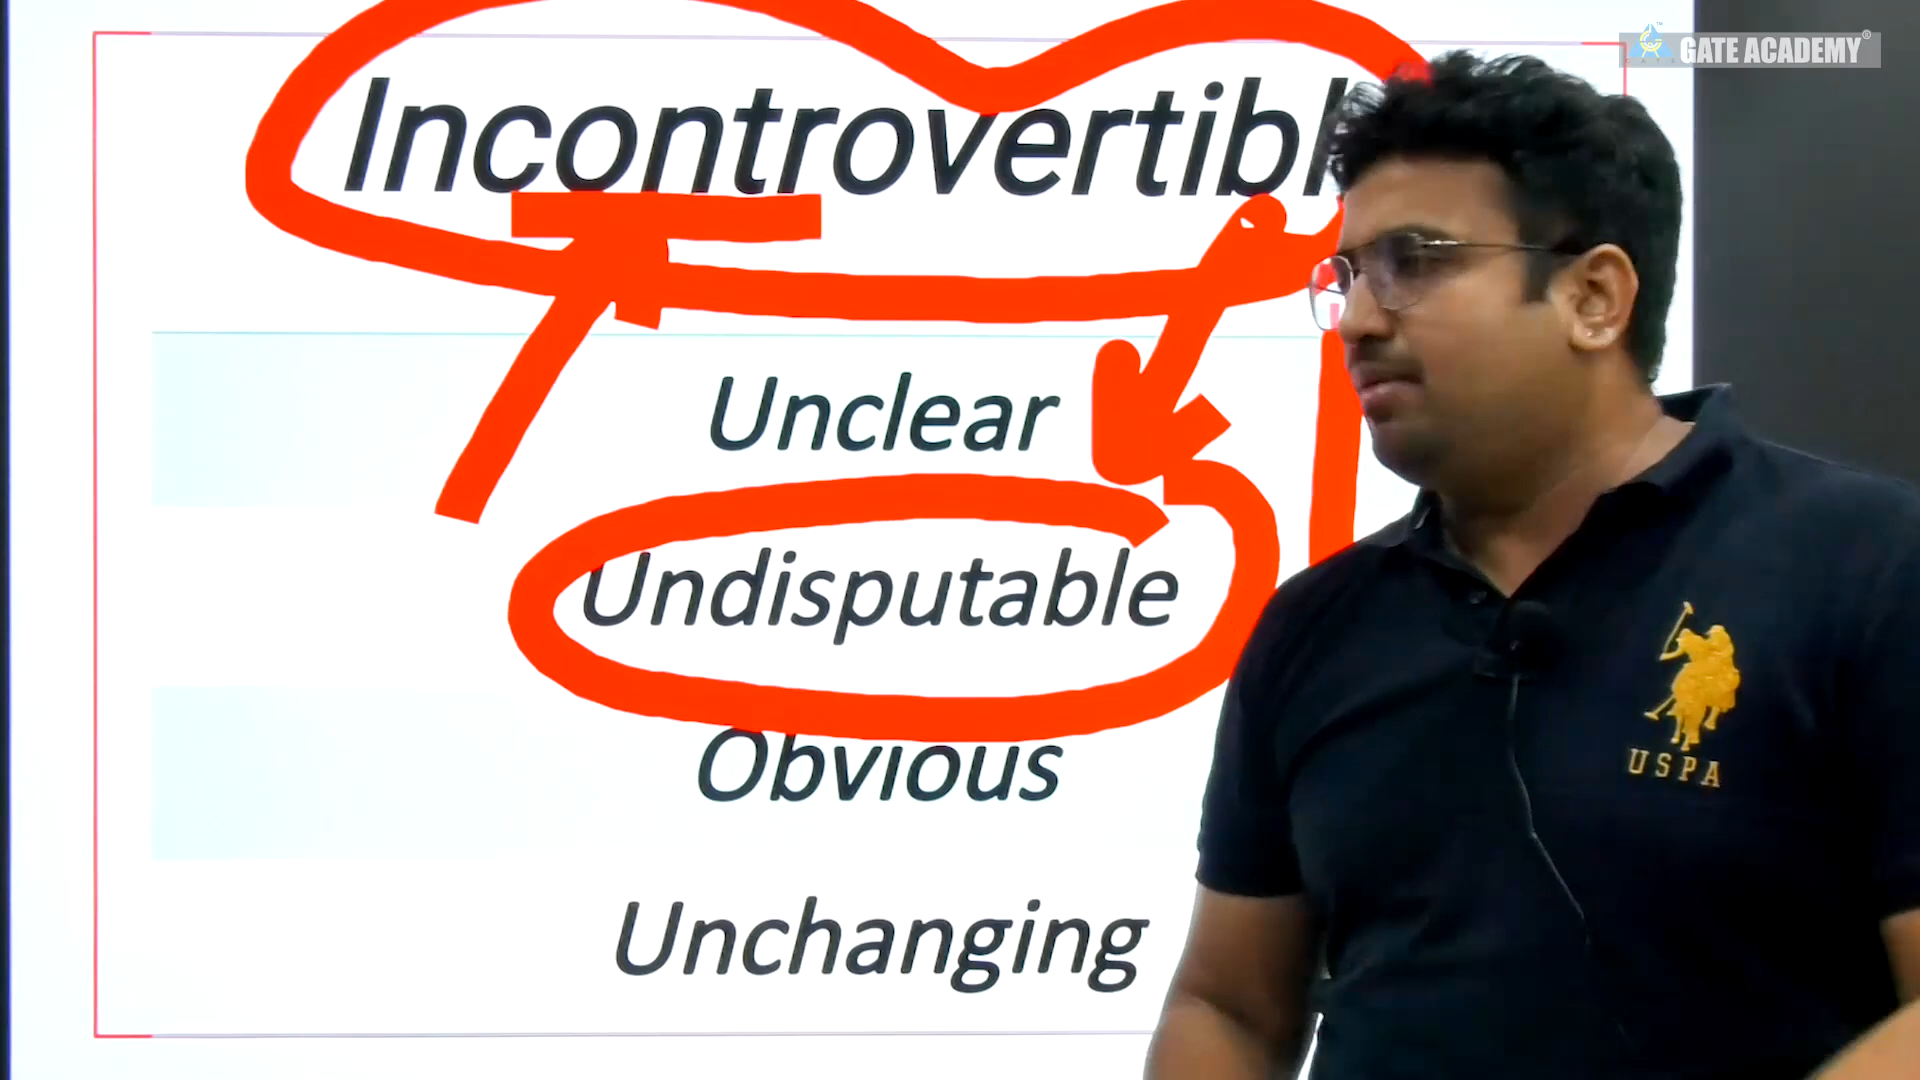 GATE ACADEMY®
Incontrovertibl
Unclear
Undisputable
Obvious
Unchanging
USPA